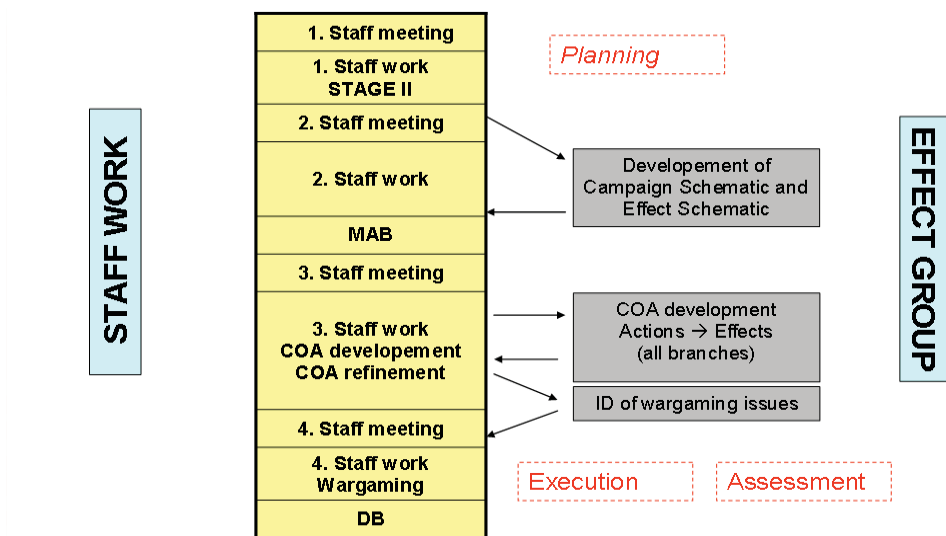 STAFF WORK
1. Staff meeting
1. Staff work
STAGE II
2. Staff meeting
2. Staff work
MAB
3. Staff meeting
3. Staff work
COA developement
COA refinement
4. Staff meeting
4. Staff work
Wargaming
DB
Planning
Developement of
Campaign Schematic and
Effect Schematic
COA development
Actions → Effects
(all branches)
ID of wargaming issues
Execution
Assessment
EFFECT GROUP